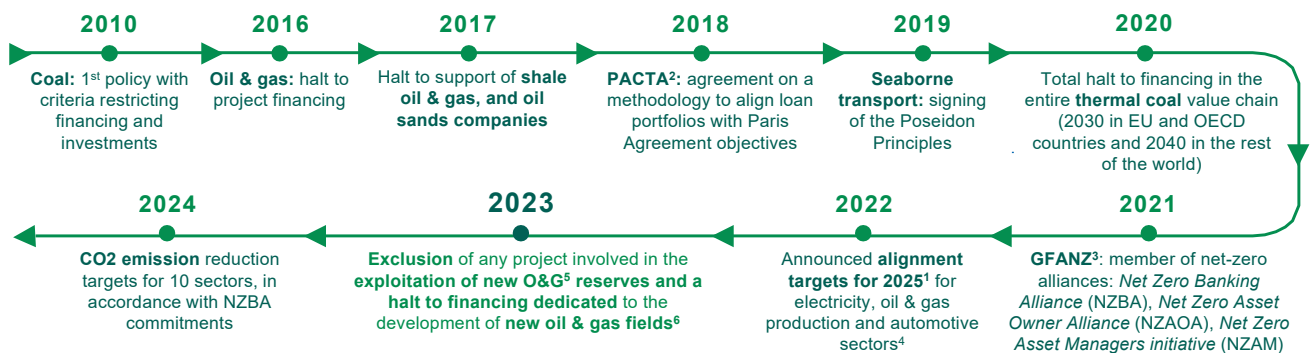 2010
Coal: 1st policy with
criteria restricting
financing and
investments
2016
Oil & gas: halt to
project financing
2017
Halt to support of shale
oil & gas, and oil
sands companies
2018
PACTA²: agreement on a
methodology to align loan
portfolios with Paris
Agreement objectives
2019
Seaborne
transport: signing
of the Poseidon
Principles
2020
Total halt to financing in the
entire thermal coal value chain
(2030 in EU and OECD
countries and 2040 in the rest
of the world)
2021
GFANZ³: member of net-zero
alliances: Net Zero Banking
Alliance (NZBA), Net Zero Asset
Owner Alliance (NZAOA), Net Zero
Asset Managers initiative (NZAM)
2022
Announced alignment
targets for 2025¹ for
electricity, oil & gas
production and automotive
sectors⁴
2023
Exclusion of any project involved in the
exploitation of new O&G⁵ reserves and a
halt to financing dedicated to the
development of new oil & gas fields⁶
2024
CO2 emission reduction
targets for 10 sectors, in
accordance with NZBA
commitments